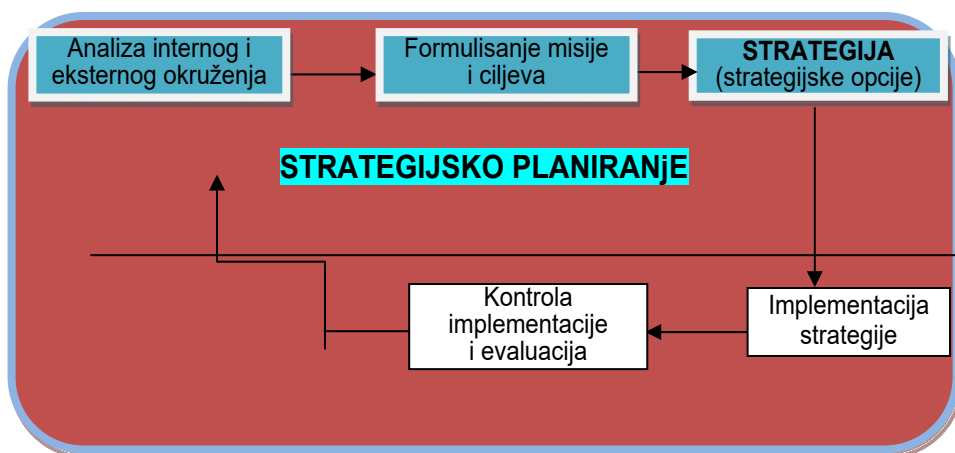 Analiza internog i
eksternog okruženja
Formulisanje misije
i ciljeva
STRATEGIJA
(strategijske opcije)
STRATEGIJSKO PLANIRANjE
Kontrola
implementacije
i evaluacija
Implementacija
strategije